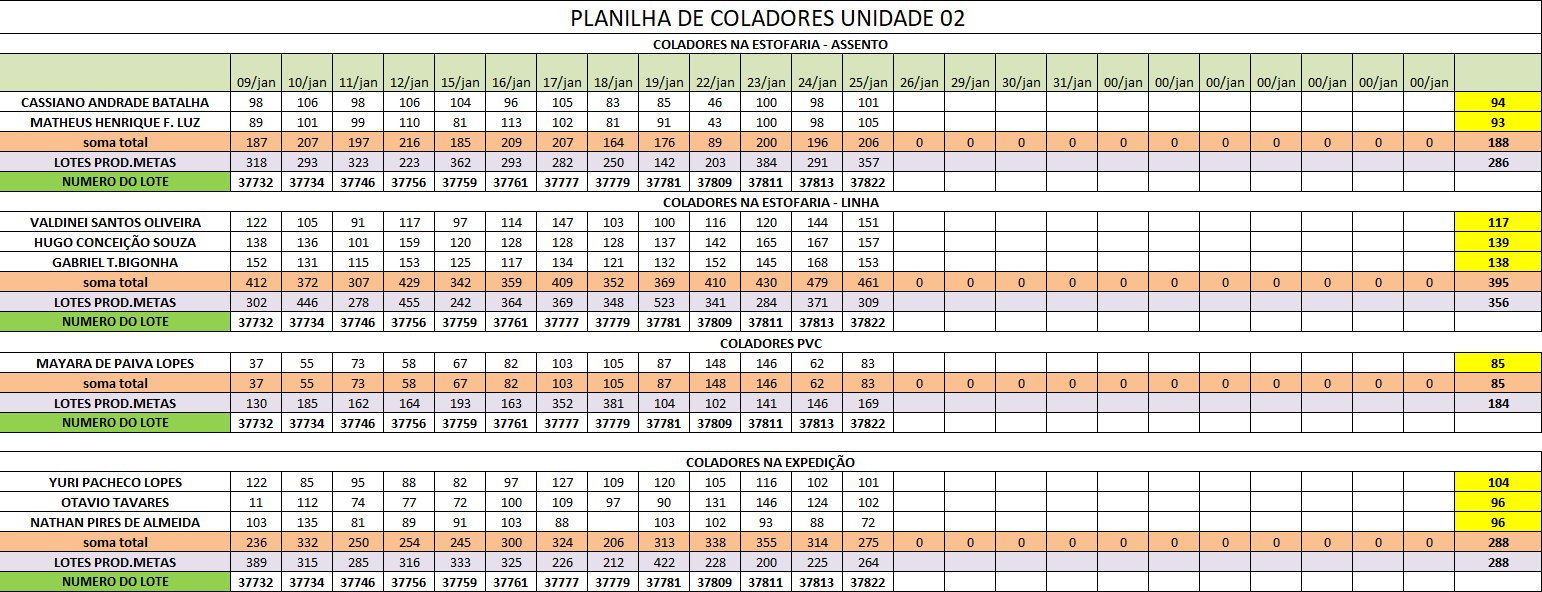 PLANILHA DE COLADORES UNIDADE 02
COLADORES NA ESTOFARIA - ASSENTO
09/jan 10/jan 11/jan 12/jan 15/jan 16/jan 17/jan 18/jan 19/jan 22/jan 23/jan 24/jan 25/jan 26/jan 29/jan 30/jan 31/jan 00/jan 00/jan 00/jan 00/jan 00/jan 00/jan 00/jan
CASSIANO ANDRADE BATALHA 98 106 98 106 104 96 105 83 85 46 100 98 101 94
MATHEUS HENRIQUE F. LUZ 89 101 99 110 81 113 102 81 91 43 100 98 105 93
soma total 187 207 197 216 185 209 207 164 176 89 200 196 206 0 0 0 0 0 0 0 0 0 0 0 188
LOTES PROD.METAS 318 293 323 223 362 293 282 250 142 203 384 291 357 286
NUMERO DO LOTE 37732 37734 37746 37756 37759 37761 37777 37779 37781 37809 37811 37813 37822
COLADORES NA ESTOFARIA - LINHA
VALDINEI SANTOS OLIVEIRA 122 105 91 117 97 114 147 103 100 116 120 144 151 117
HUGO CONCEIÇÃO SOUZA 138 136 101 159 120 128 128 128 137 142 165 167 157 139
GABRIEL T.BIGONHA 152 131 115 153 125 117 134 121 132 152 145 168 153 138
soma total 412 372 307 429 342 359 409 352 369 410 430 479 461 0 0 0 0 0 0 0 0 0 0 0 395
LOTES PROD.METAS 302 446 278 455 242 364 369 348 523 341 284 371 309 356
NUMERO DO LOTE 37732 37734 37746 37756 37759 37761 37777 37779 37781 37809 37811 37813 37822
COLADORES PVC
MAYARA DE PAIVA LOPES 37 55 73 58 67 82 103 105 87 148 146 62 83 85
soma total 37 55 73 58 67 82 103 105 87 148 146 62 83 0 0 0 0 0 0 0 0 0 0 0 85
LOTES PROD.METAS 130 185 162 164 193 163 352 381 104 102 141 146 169 184
NUMERO DO LOTE 37732 37734 37746 37756 37759 37761 37777 37779 37781 37809 37811 37813 37822
COLADORES NA EXPEDIÇÃO
YURI PACHECO LOPES 122 85 95 88 82 97 127 109 120 105 116 102 101 104
OTAVIO TAVARES 11 112 74 77 72 100 109 97 90 131 146 124 102 96
NATHAN PIRES DE ALMEIDA 103 135 81 89 91 103 88 103 102 93 88 72 96
soma total 236 332 250 254 245 300 324 206 313 338 355 314 275 0 0 0 0 0 0 0 0 0 0 0 288
LOTES PROD.METAS 389 315 285 316 333 325 226 212 422 228 200 225 264 288
NUMERO DO LOTE 37732 37734 37746 37756 37759 37761 37777 37779 37781 37809 37811 37813 37822